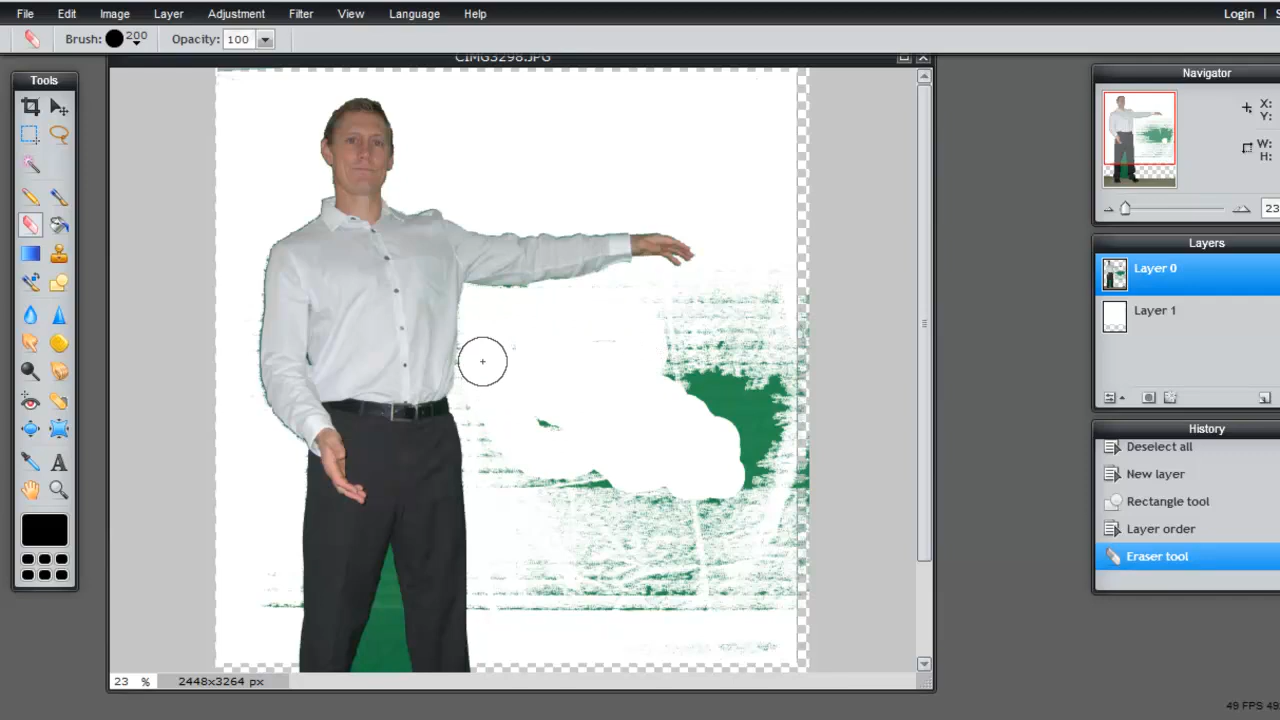 File Edit Image Layer Adjustment Filter View Language Help Login
Brush: 200 Opacity: 100
CIMG3298.JPG
Tools
Navigator
X:
Y:
W:
H:
23
Layers
Layer 0
Layer 1
History
Deselect all
New layer
Rectangle tool
Layer order
Eraser tool
A
23 % 2448x3264 px
49 FPS 49